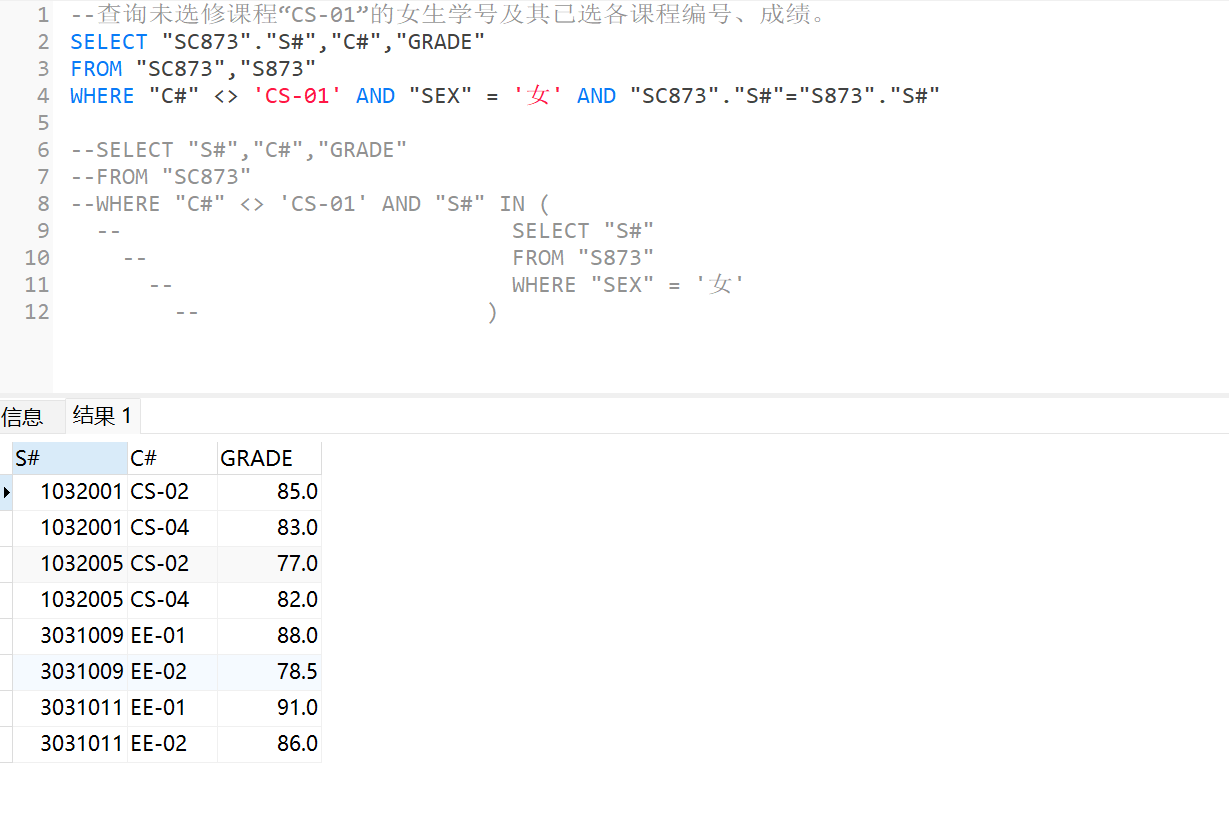 1 --查询未选修课程“CS-01”的女生学号及其已选各课程编号、成绩。
2 SELECT "SC873"."S#","C#","GRADE"
3 FROM "SC873","S873"
4 WHERE "C#" <> 'CS-01' AND "SEX" = '女' AND "SC873"."S#"="S873"."S#"
5
6 --SELECT "S#","C#","GRADE"
7 --FROM "SC873"
8 --WHERE "C#" <> 'CS-01' AND "S#" IN (
9 -- SELECT "S#"
10 -- FROM "S873"
11 -- WHERE "SEX" = '女'
12 -- )
信息 结果 1
S# C# GRADE
1032001 CS-02 85.0
1032001 CS-04 83.0
1032005 CS-02 77.0
1032005 CS-04 82.0
3031009 EE-01 88.0
3031009 EE-02 78.5
3031011 EE-01 91.0
3031011 EE-02 86.0